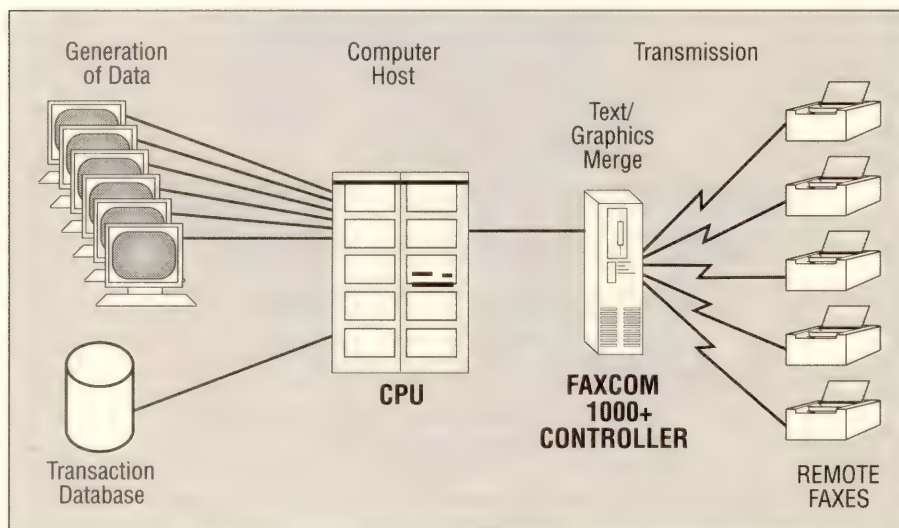 Generation
of Data
Computer
Host
Transmission
Text/
Graphics
Merge
CPU
FAXCOM
1000+
CONTROLLER
Transaction
Database
REMOTE
FAXES